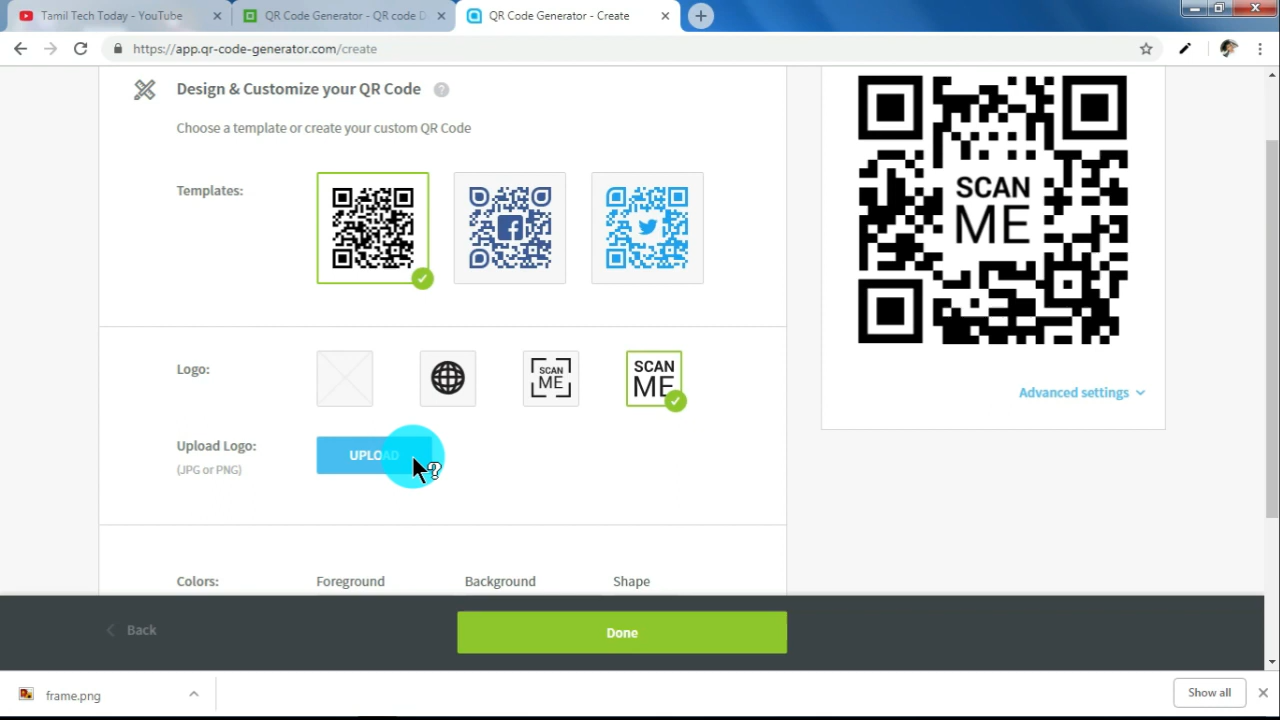 Tamil Tech Today - YouTube
QR Code Generator - QR code D
QR Code Generator - Create
https://app.qr-code-generator.com/create
Design & Customize your QR Code
?
Choose a template or create your custom QR Code
Templates:
SCAN
ME
Advanced settings
Logo:
SCAN
ME
SCAN
ME
Upload Logo:
(JPG or PNG)
UPLOAD
Colors:
Foreground
Background
Shape
Back
Done
frame.png
Show all